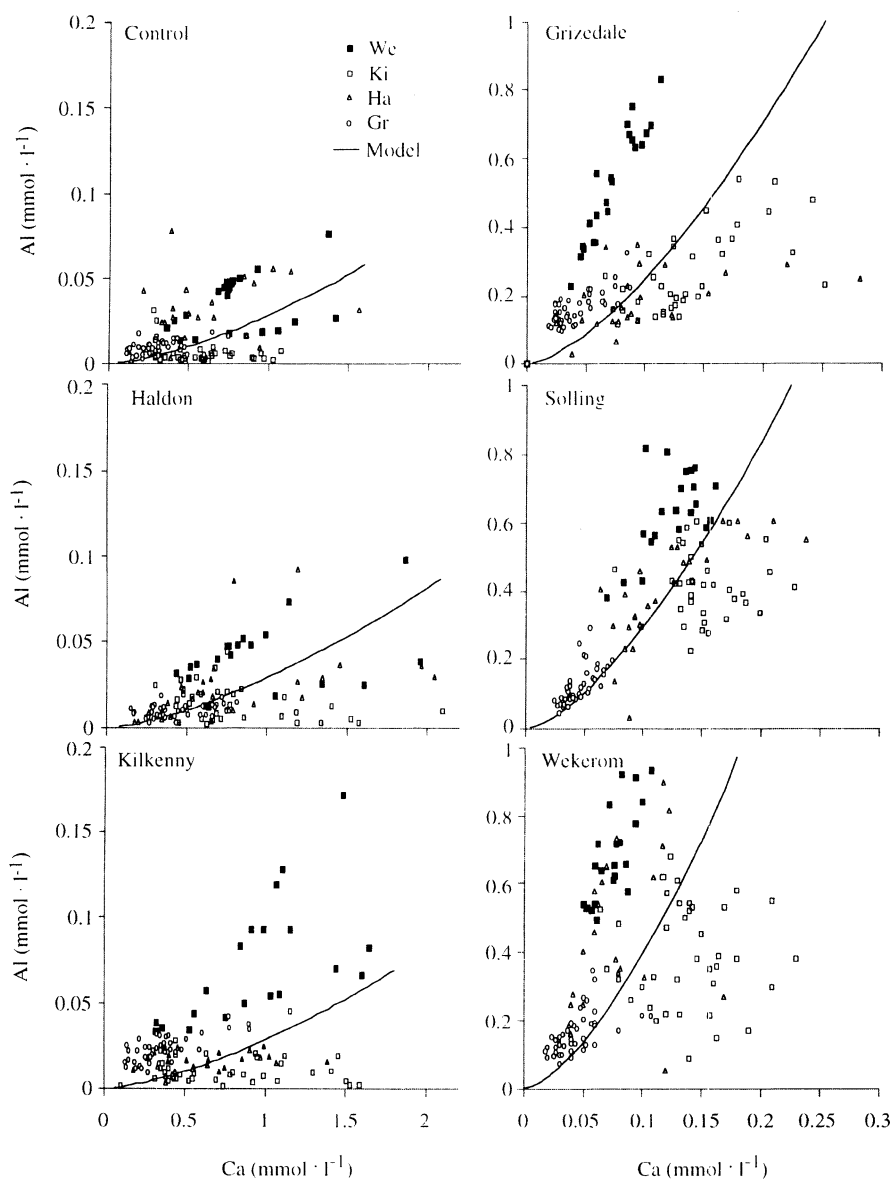 Control
We
Ki
Ha
Gr
Model
0.2
0.15
0.1
0.05
0
Al (mmol · l⁻¹)
Grizedale
1
0.8
0.6
0.4
0.2
0
Haldon
0.2
0.15
0.1
0.05
0
Al (mmol · l⁻¹)
Solling
1
0.8
0.6
0.4
0.2
0
Kilkenny
0.2
0.15
0.1
0.05
0
Al (mmol · l⁻¹)
0 0.5 1 1.5 2
Ca (mmol · l⁻¹)
Wekerom
1
0.8
0.6
0.4
0.2
0
0 0.05 0.1 0.15 0.2 0.25 0.3
Ca (mmol · l⁻¹)